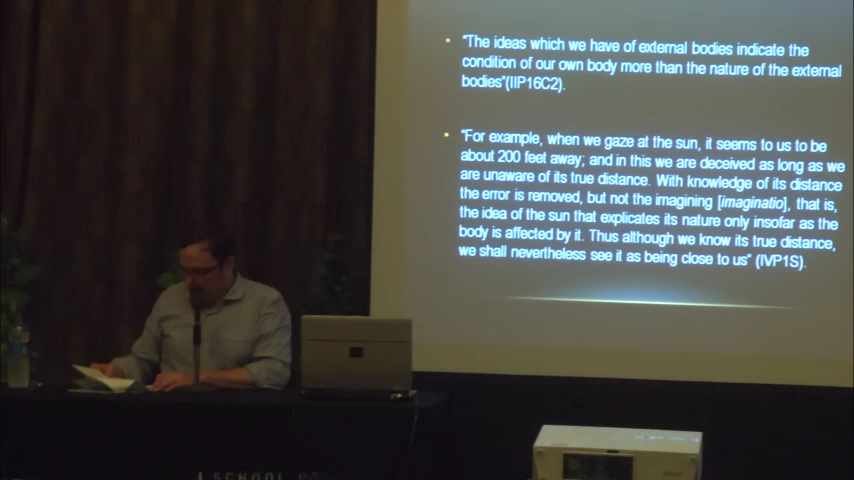 "The ideas which we have of external bodies indicate the
condition of our own body more than the nature of the external
bodies"(IIP16C2).
"For example, when we gaze at the sun, it seems to us to be
about 200 feet away; and in this we are deceived as long as we
are unaware of its true distance. With knowledge of its distance
the error is removed, but not the imagining [imaginatio], that is,
the idea of the sun that explicates its nature only insofar as the
body is affected by it. Thus although we know its true distance,
we shall nevertheless see it as being close to us" (IVP1S).
SCHOOL